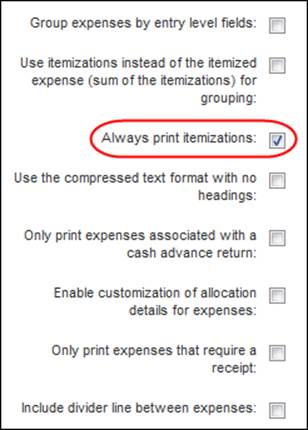 Group expenses by entry level fields:
Use itemizations instead of the itemized
expense (sum of the itemizations) for
grouping:
Always print itemizations:
Use the compressed text format with no
headings:
Only print expenses associated with a
cash advance return:
Enable customization of allocation
details for expenses:
Only print expenses that require a
receipt:
Include divider line between expenses: